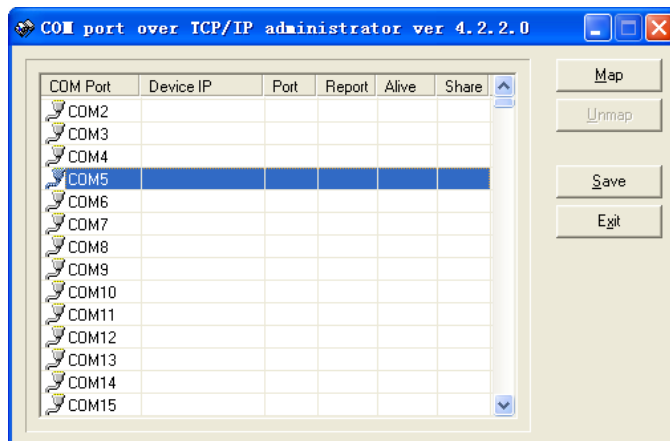 COM port over TCP/IP administrator ver 4.2.2.0
COM Port Device IP Port Report Alive Share
COM2
COM3
COM4
COM5
COM6
COM7
COM8
COM9
COM10
COM11
COM12
COM13
COM14
COM15
Map
Unmap
Save
Exit